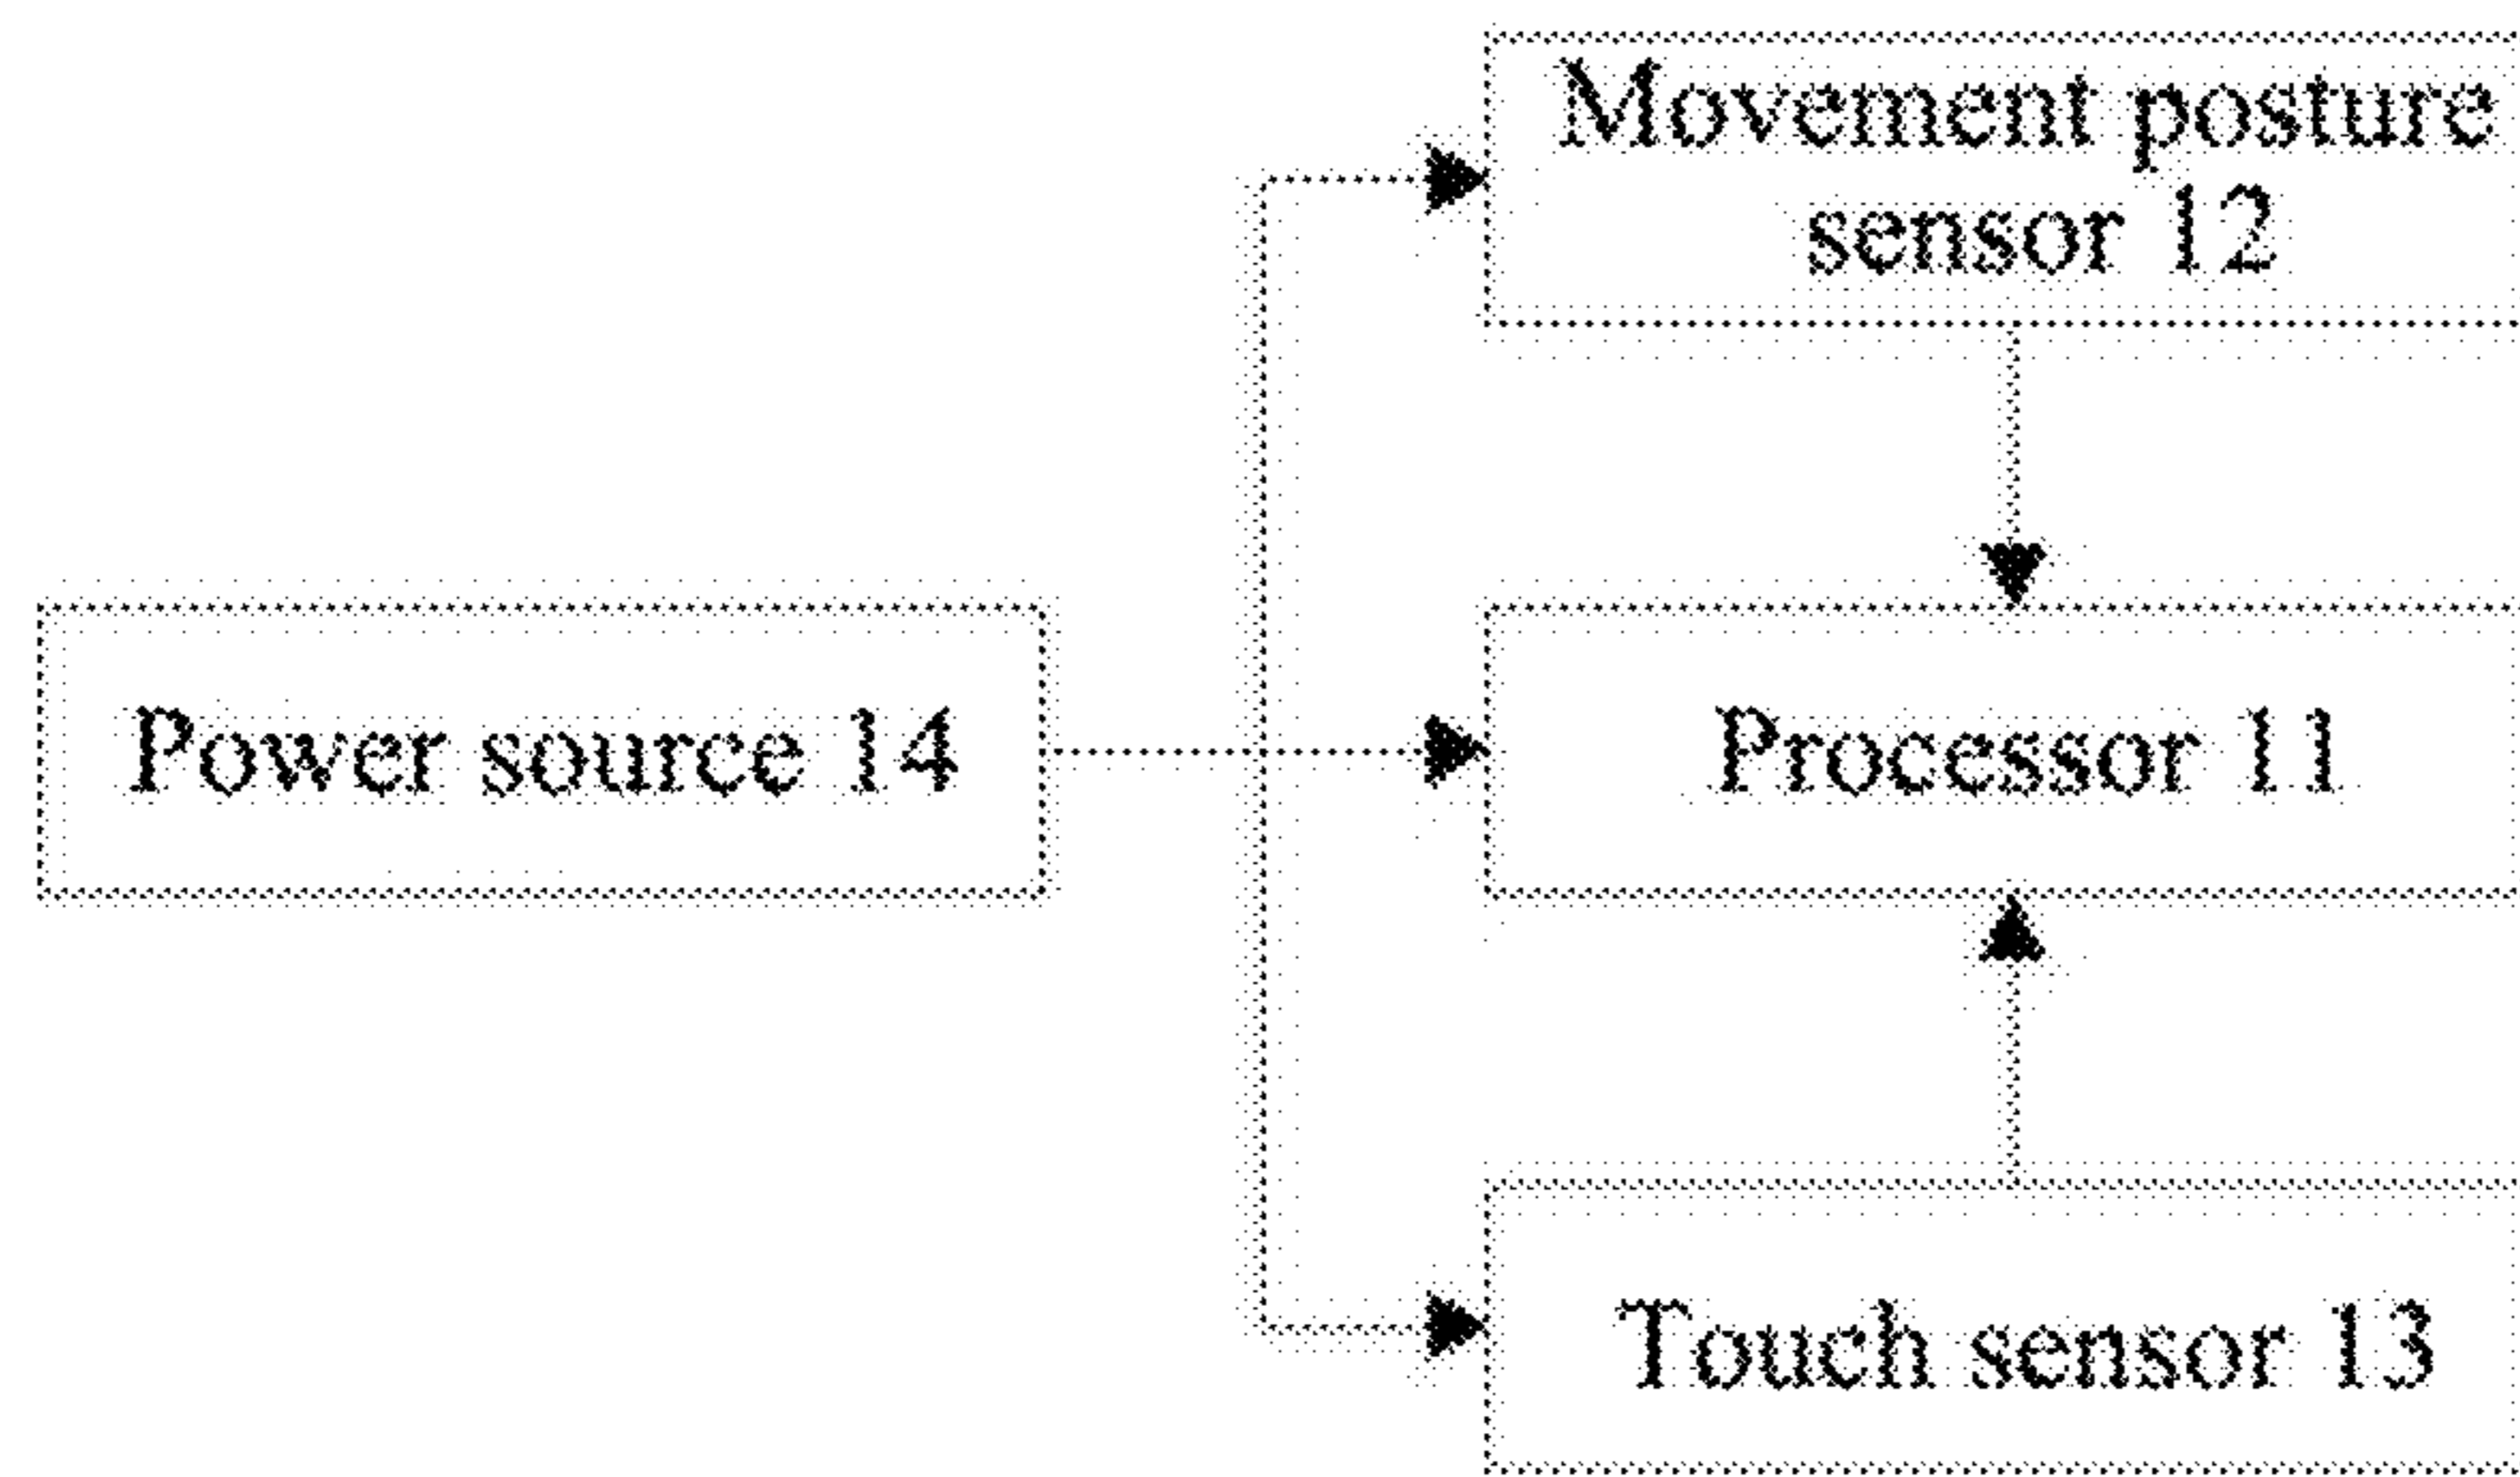 Movement posture
sensor 12
Power source 14
Processor 11
Touch sensor 13